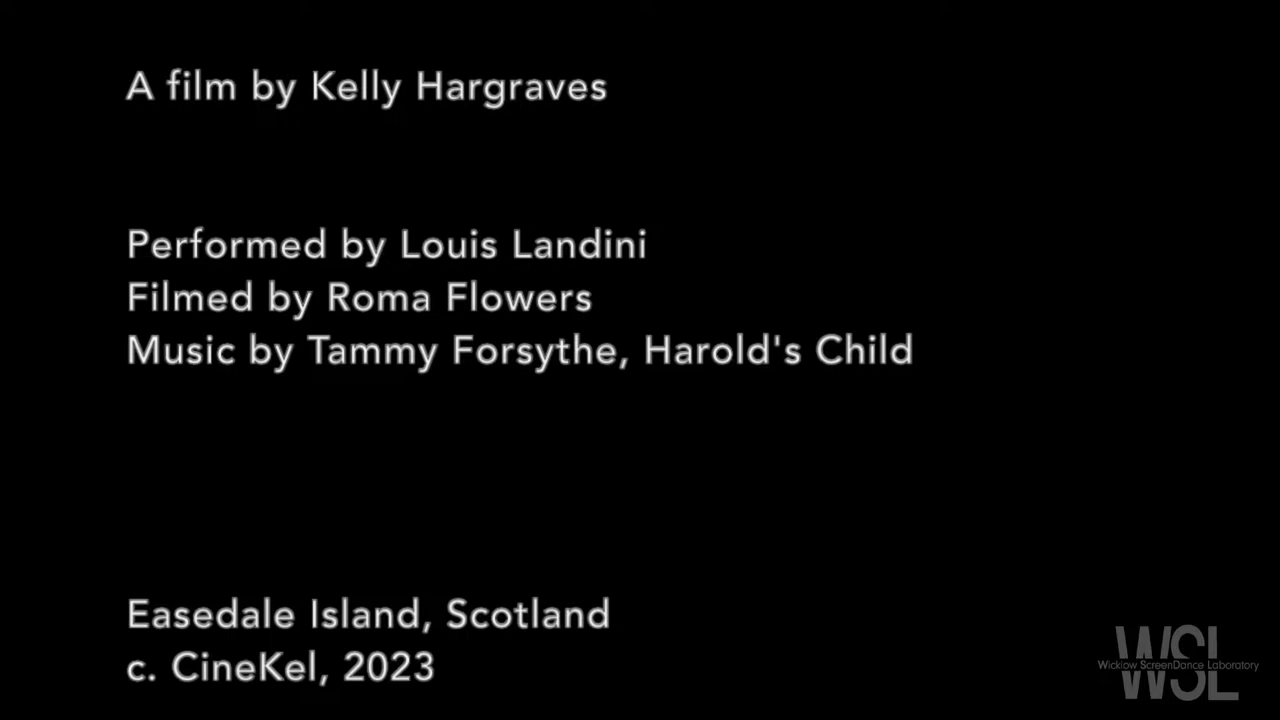 A film by Kelly Hargraves
Performed by Louis Landini
Filmed by Roma Flowers
Music by Tammy Forsythe, Harold's Child
Easedale Island, Scotland
c. CineKel, 2023
WSL
Wicklow ScreenDance Laboratory